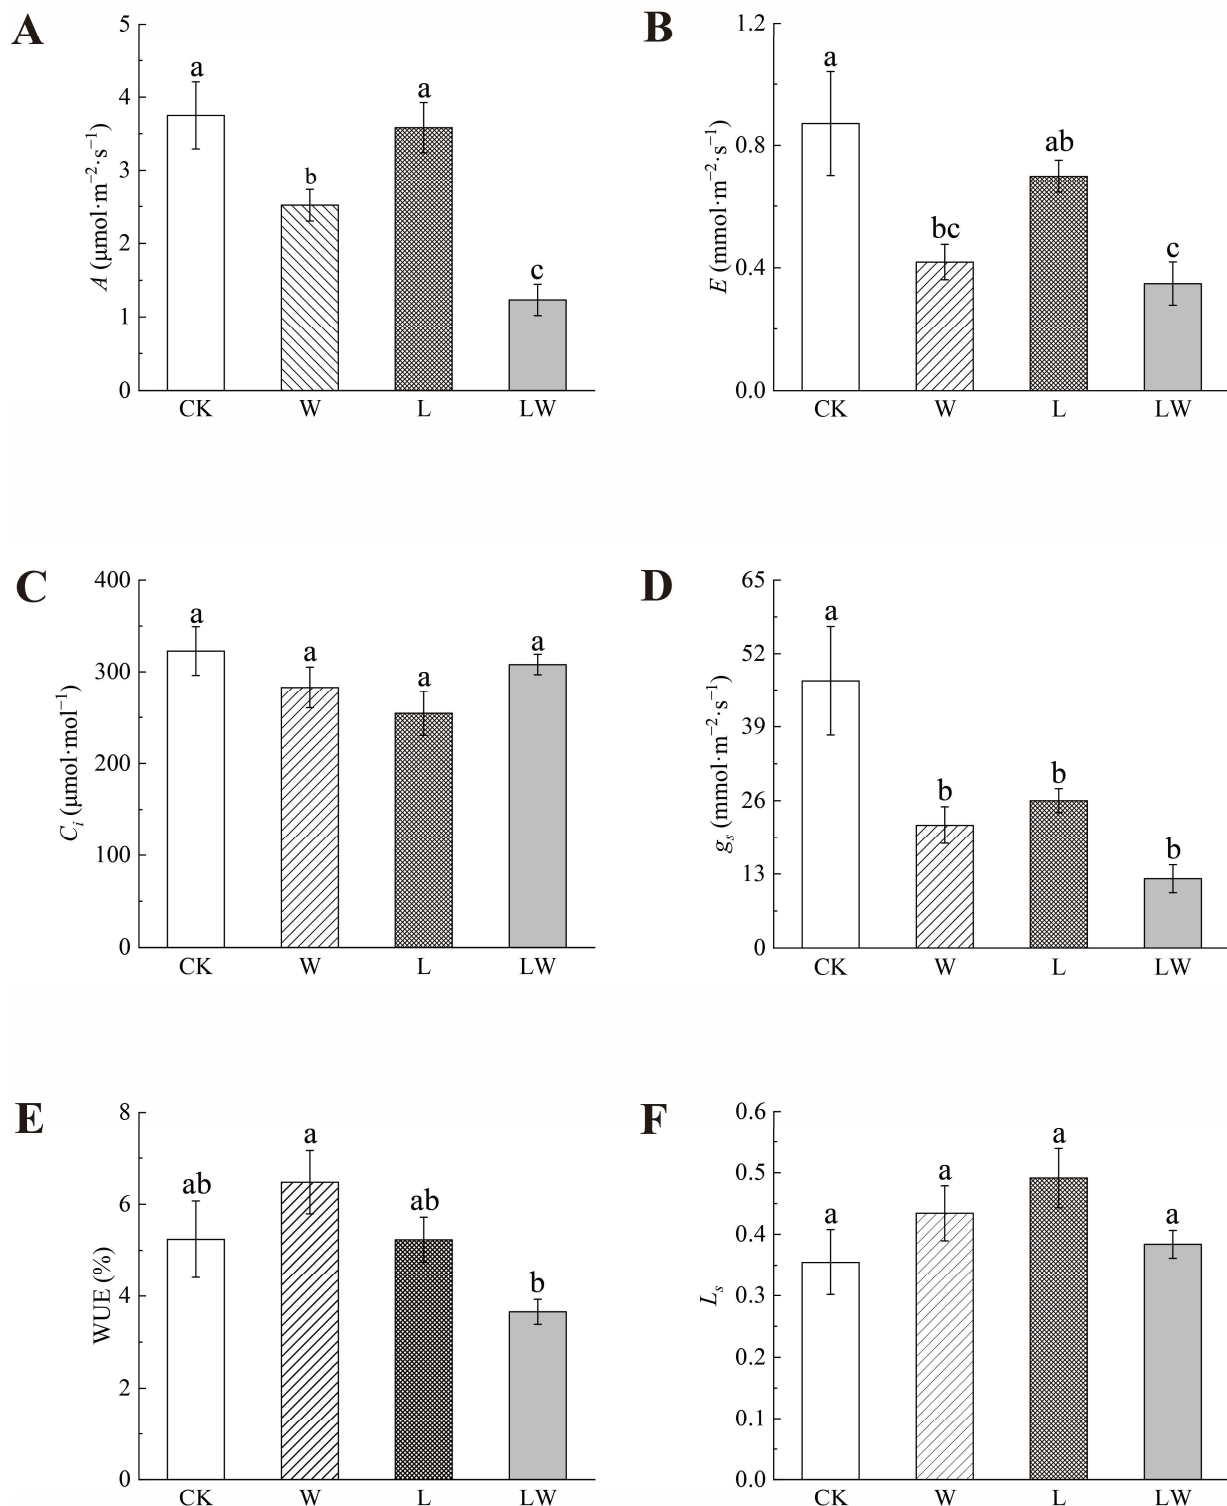 A
5
4
3
2
1
0
A (μmol·m⁻²·s⁻¹)
a
b
a
c
CK W L LW
B
1.2
0.8
0.4
0.0
E (mmol·m⁻²·s⁻¹)
a
bc
ab
c
CK W L LW
C
400
300
200
100
0
Cᵢ (μmol·mol⁻¹)
a
a
a
a
CK W L LW
D
65
52
39
26
13
0
gₛ (mmol·m⁻²·s⁻¹)
a
b
b
b
CK W L LW
E
8
6
4
2
0
WUE (%)
ab
a
ab
b
CK W L LW
F
0.6
0.5
0.4
0.3
0.2
0.1
0.0
Lₛ
a
a
a
a
CK W L LW